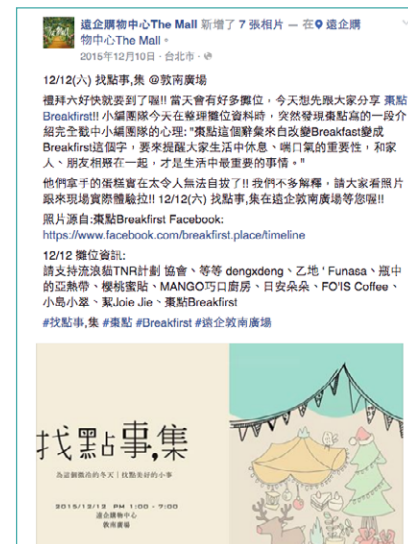 遠企購物中心The Mall 新增了 7 張相片 — 在 遠企購
物中心The Mall。
2015年12月10日 · 台北市 ·
12/12(六) 找點事,集 @敦南廣場
禮拜六好快就要到了喔!! 當天會有好多攤位，今天想先跟大家分享 棗點
Breakfirst!! 小編團隊今天在整理攤位資料時，突然發現棗點寫的一段介
紹完全戳中小編團隊的心理: "棗點這個辭彙來自改變Breakfast變成
Breakfirst這個字，要來提醒大家生活中休息、喘口氣的重要性，和家
人、朋友相聚在一起，才是生活中最重要的事情。"
他們拿手的蛋糕實在太令人無法自拔了!! 我們不多解釋，請大家看照片
跟來現場實際體驗拉!! 12/12(六) 找點事,集在遠企敦南廣場等您喔!!
照片源自:棗點Breakfirst Facebook:
https://www.facebook.com/breakfirst.place/timeline
12/12 攤位資訊:
請支持流浪貓TNR計劃 協會、等等 dengxdeng、乙地 ' Funasa、瓶中
的亞熱帶、櫻桃蜜貼、MANGO巧口廚房、日安朵朵、FO'IS Coffee、
小島小翠、絮Joie Jie、棗點Breakfirst
#找點事,集 #棗點 #Breakfirst #遠企敦南廣場
找點事,集
為這個微冷的冬天｜找點美好的小事
2015/12/12 PM 1:00 - 7:00
遠企購物中心
敦南廣場